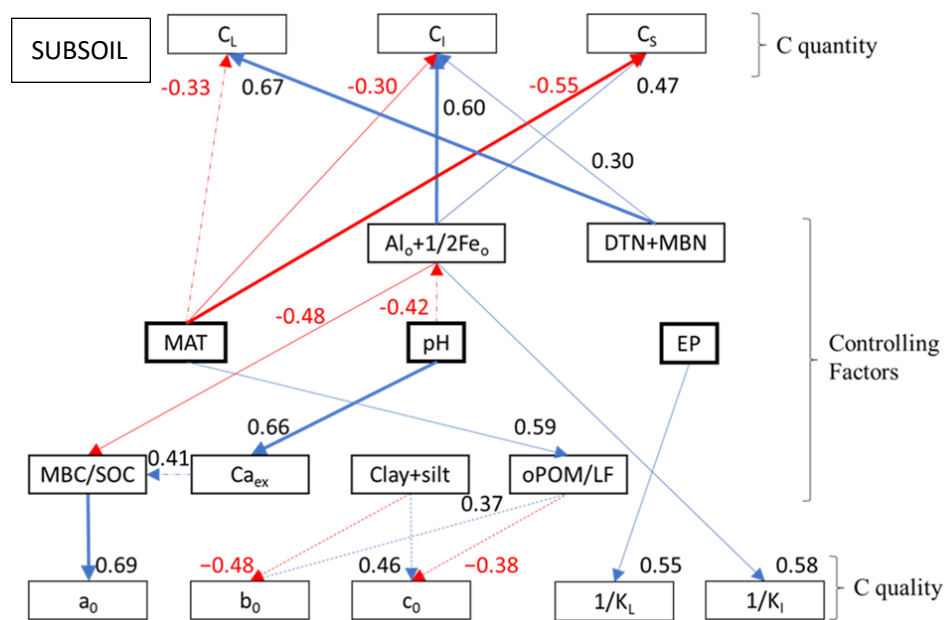 SUBSOIL
C_L
C_I
C_S
C quantity
-0.33
0.67
-0.30
0.60
-0.55
0.47
0.30
Al_o+1/2Fe_o
DTN+MBN
-0.48
-0.42
MAT
pH
EP
Controlling
Factors
0.66
0.59
MBC/SOC
0.41
Ca_ex
Clay+silt
oPOM/LF
0.37
0.69
−0.48
0.46
−0.38
0.55
0.58
a_0
b_0
c_0
1/K_L
1/K_I
C quality